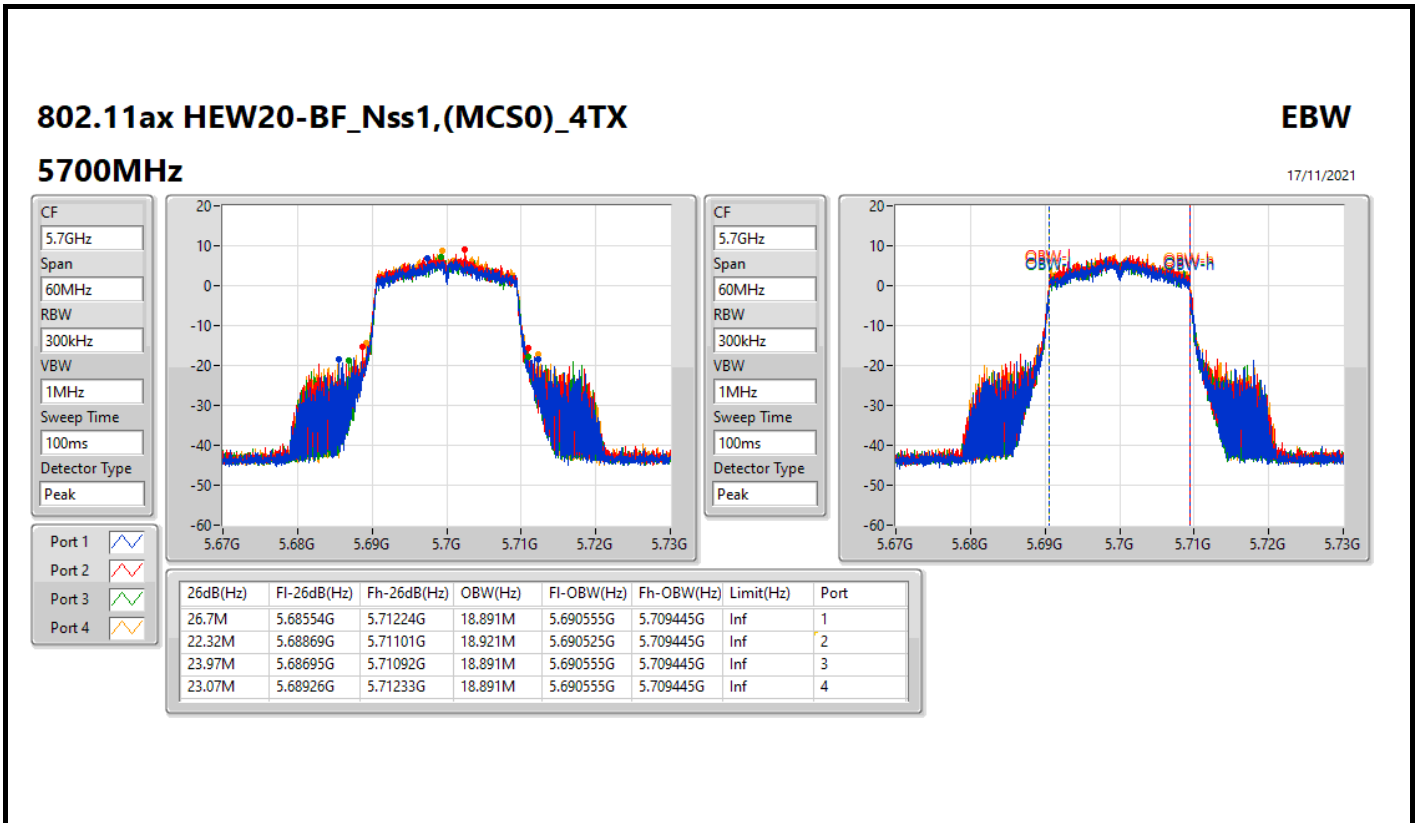 802.11ax HEW20-BF_Nss1,(MCS0)_4TX
EBW
5700MHz
17/11/2021
CF
5.7GHz
Span
60MHz
RBW
300kHz
VBW
1MHz
Sweep Time
100ms
Detector Type
Peak
20
10
0
-10
-20
-30
-40
-50
-60
5.67G 5.68G 5.69G 5.7G 5.71G 5.72G 5.73G
CF
5.7GHz
Span
60MHz
RBW
300kHz
VBW
1MHz
Sweep Time
100ms
Detector Type
Peak
20
10
0
-10
-20
-30
-40
-50
-60
OBW-l OBW-h
5.67G 5.68G 5.69G 5.7G 5.71G 5.72G 5.73G
Port 1
Port 2
Port 3
Port 4
26dB(Hz) Fl-26dB(Hz) Fh-26dB(Hz) OBW(Hz) Fl-OBW(Hz) Fh-OBW(Hz) Limit(Hz) Port
26.7M 5.68554G 5.71224G 18.891M 5.690555G 5.709445G Inf 1
22.32M 5.68869G 5.71101G 18.921M 5.690525G 5.709445G Inf 2
23.97M 5.68695G 5.71092G 18.891M 5.690555G 5.709445G Inf 3
23.07M 5.68926G 5.71233G 18.891M 5.690555G 5.709445G Inf 4